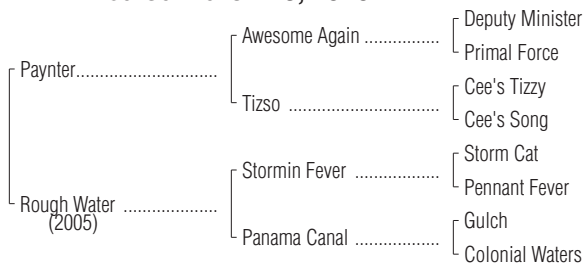 Awesome Again ................... Deputy Minister
Primal Force
Paynter...................................
Tizso ...................................... Cee's Tizzy
Cee's Song
Stormin Fever ....................... Storm Cat
Pennant Fever
Rough Water .......................
(2005)
Panama Canal ..................... Gulch
Colonial Waters